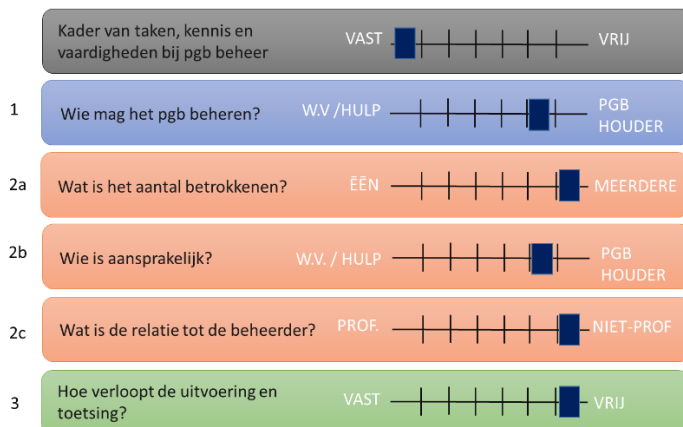 Kader van taken, kennis en
vaardigheden bij pgb beheer
VAST
VRIJ
1
Wie mag het pgb beheren?
W.V /HULP
PGB
HOUDER
2a
Wat is het aantal betrokkenen?
ĒĒN
MEERDERE
2b
Wie is aansprakelijk?
W.V. / HULP
PGB
HOUDER
2c
Wat is de relatie tot de beheerder?
PROF.
NIET-PROF
3
Hoe verloopt de uitvoering en
toetsing?
VAST
VRIJ